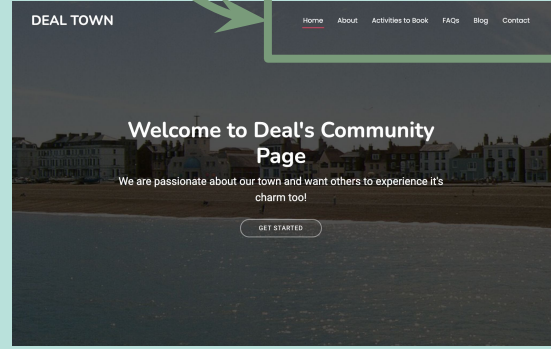 DEAL TOWN
Home About Activities to Book FAQs Blog Contact
Welcome to Deal's Community
Page
We are passionate about our town and want others to experience it's
charm too!
GET STARTED